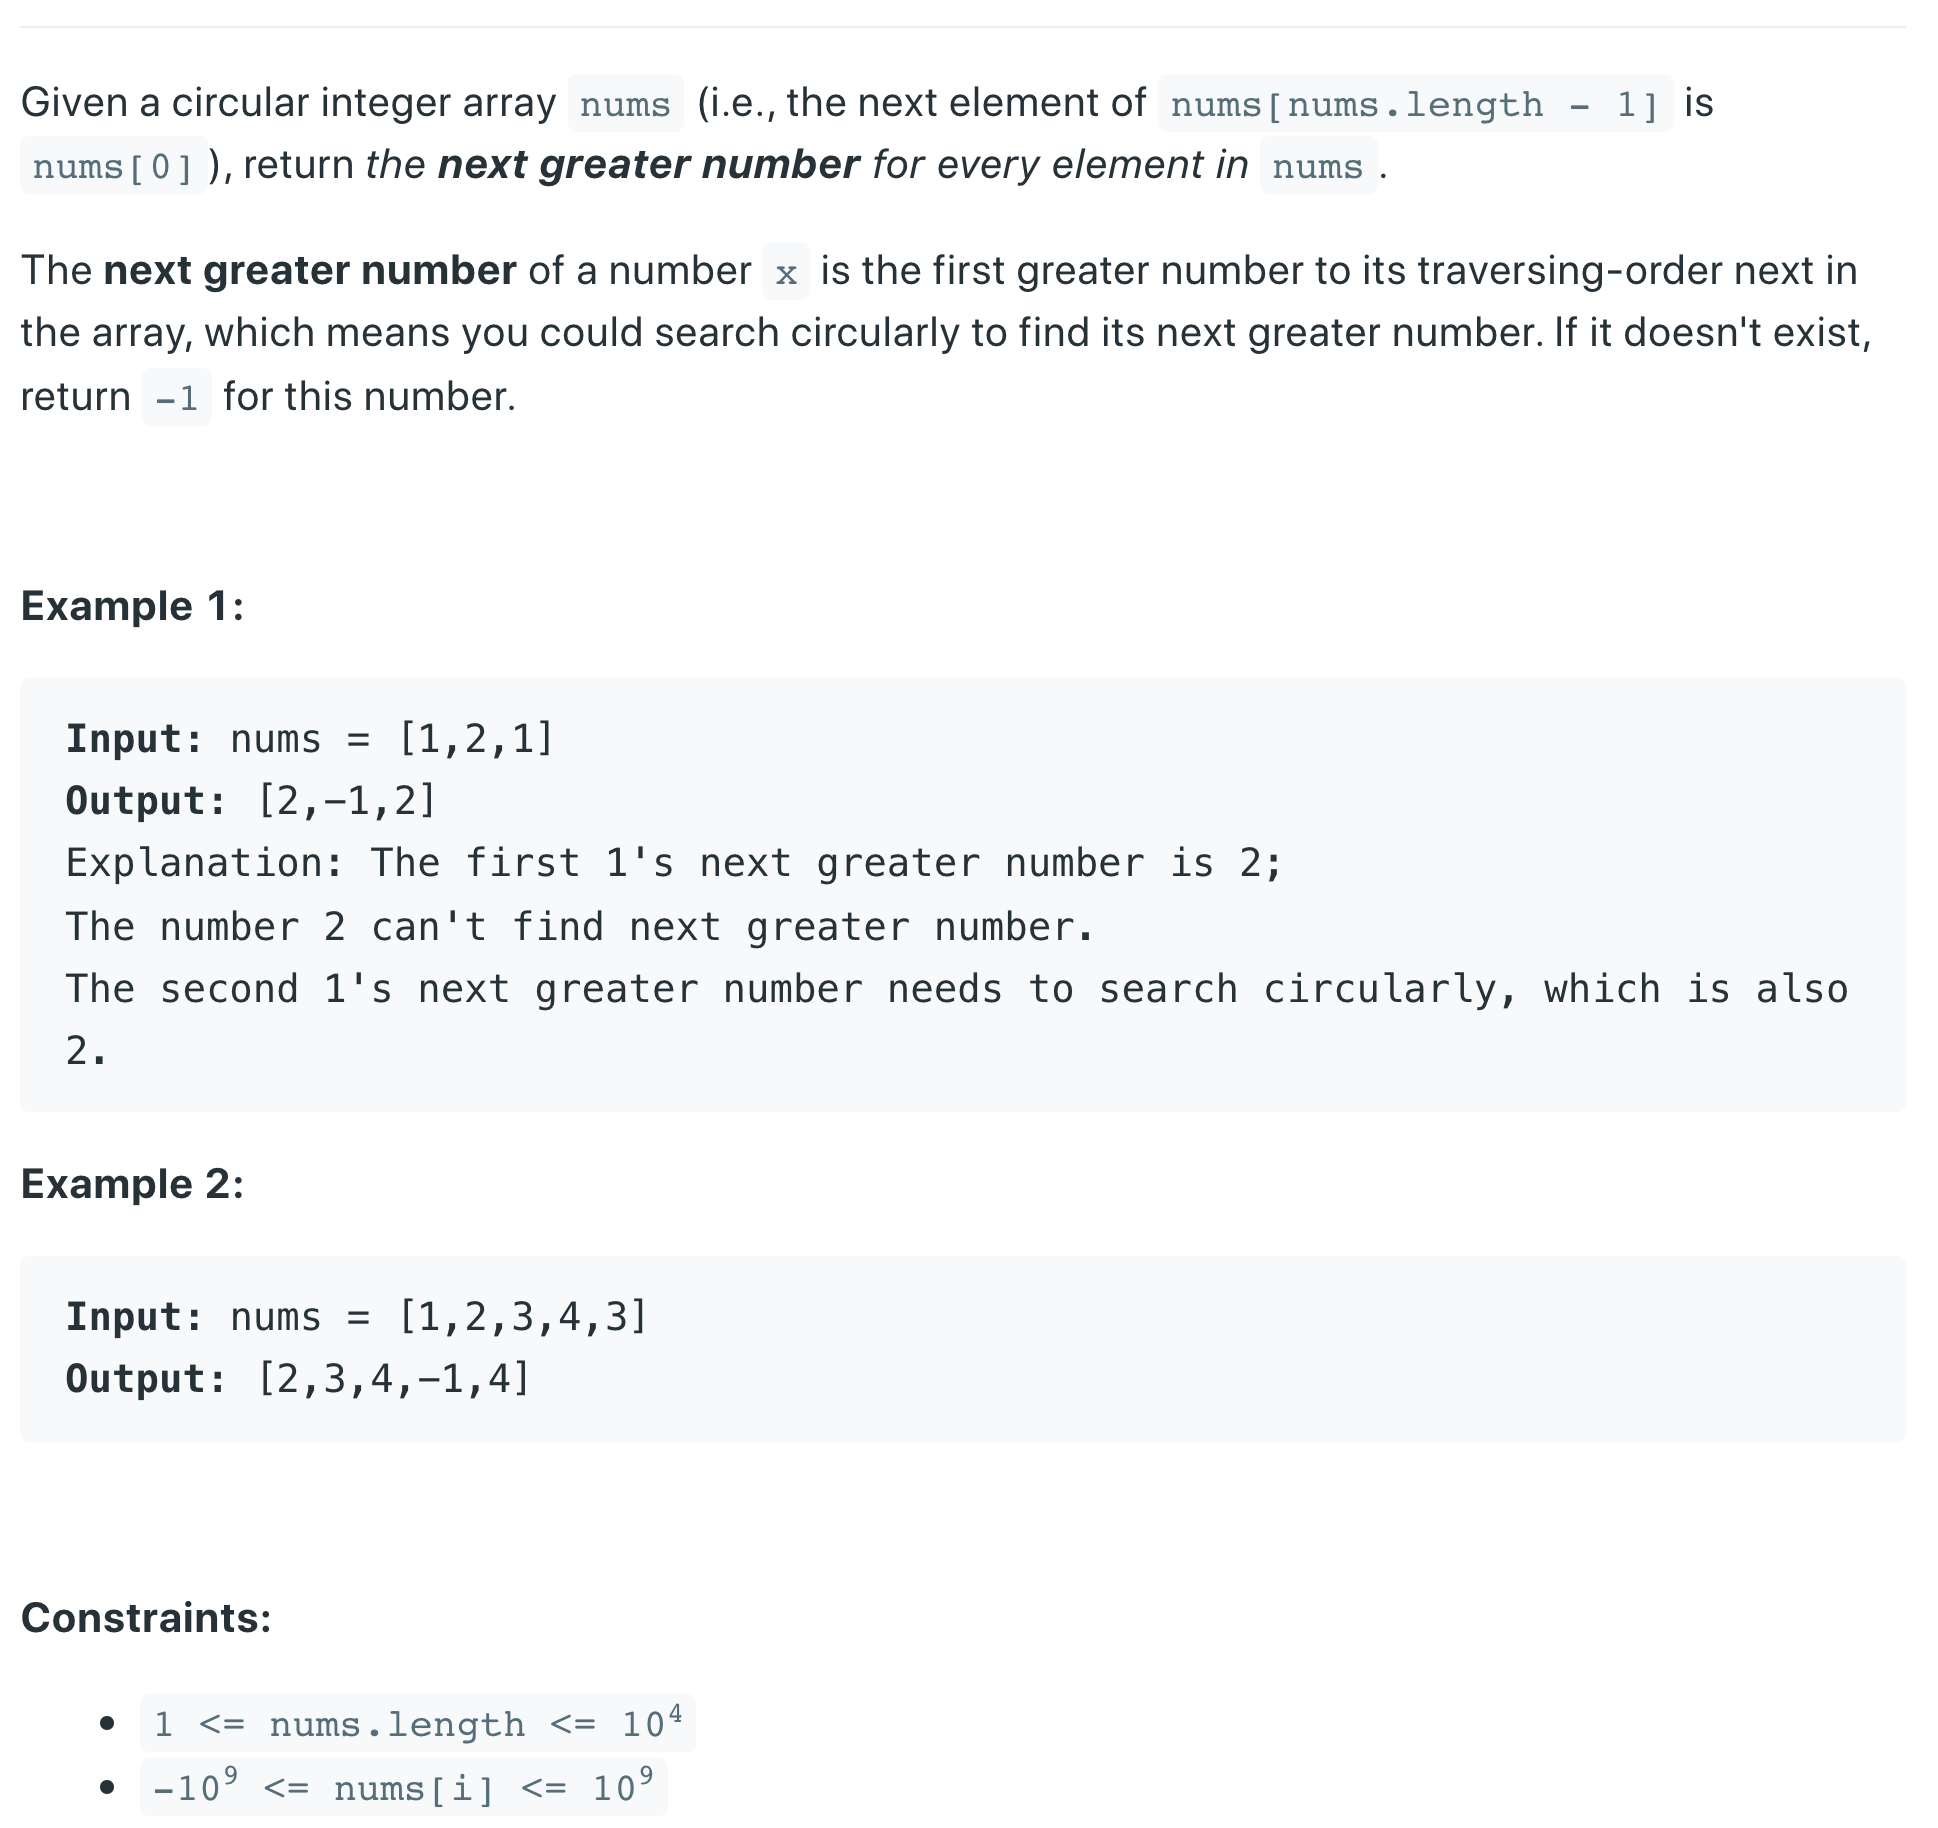 Given a circular integer array nums (i.e., the next element of nums[nums.length - 1] is
nums[0]), return the next greater number for every element in nums.
The next greater number of a number x is the first greater number to its traversing-order next in
the array, which means you could search circularly to find its next greater number. If it doesn't exist,
return -1 for this number.
Example 1:
Input: nums = [1,2,1]
Output: [2,-1,2]
Explanation: The first 1's next greater number is 2;
The number 2 can't find next greater number.
The second 1's next greater number needs to search circularly, which is also
2.
Example 2:
Input: nums = [1,2,3,4,3]
Output: [2,3,4,-1,4]
Constraints:
• 1 <= nums.length <= 10⁴
• -10⁹ <= nums[i] <= 10⁹